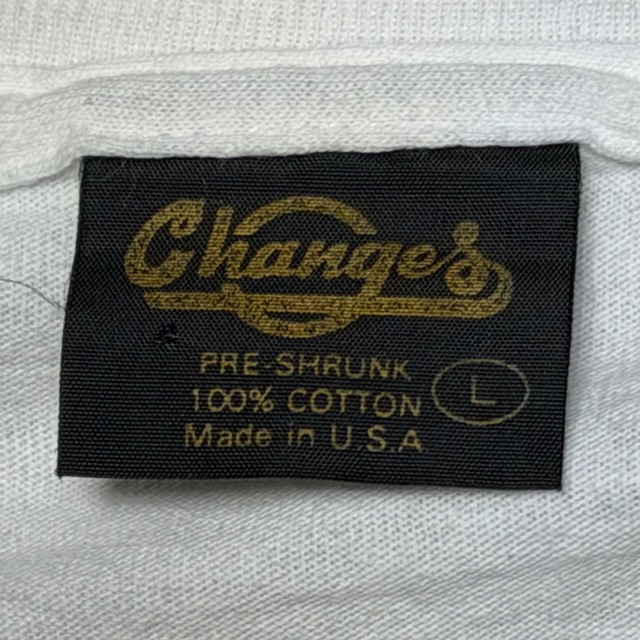 Changes
PRE-SHRUNK
100% COTTON
L
Made in U.S.A